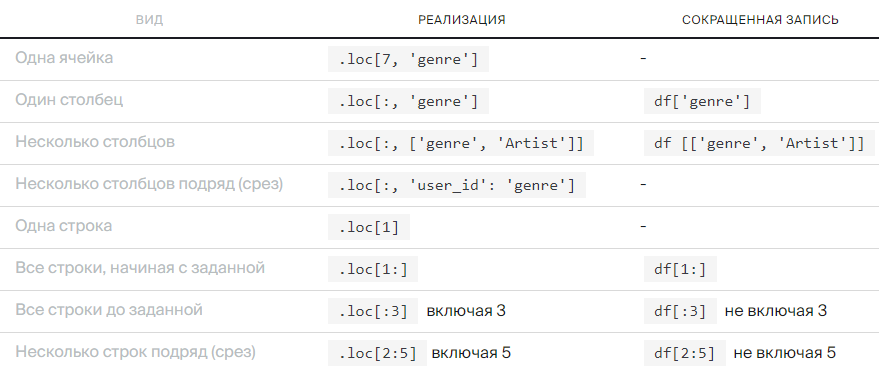 ВИД РЕАЛИЗАЦИЯ СОКРАЩЕННАЯ ЗАПИСЬ
Одна ячейка .loc[7, 'genre'] -
Один столбец .loc[:, 'genre'] df['genre']
Несколько столбцов .loc[:, ['genre', 'Artist']] df [['genre', 'Artist']]
Несколько столбцов подряд (срез) .loc[:, 'user_id': 'genre'] -
Одна строка .loc[1] -
Все строки, начиная с заданной .loc[1:] df[1:]
Все строки до заданной .loc[:3] включая 3 df[:3] не включая 3
Несколько строк подряд (срез) .loc[2:5] включая 5 df[2:5] не включая 5